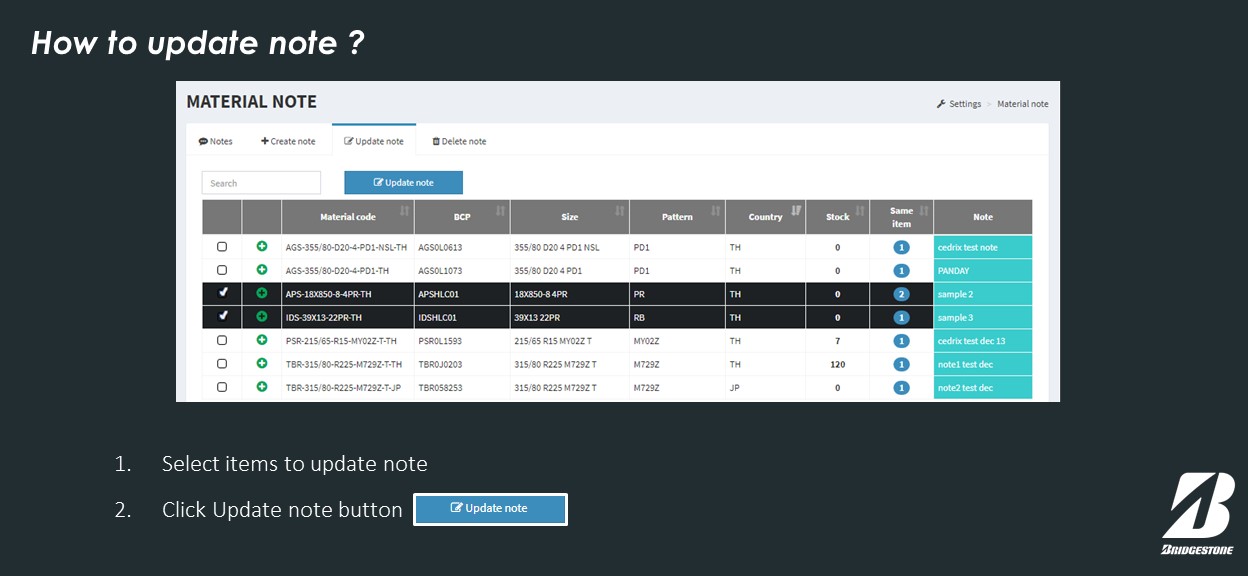 How to update note ?
MATERIAL NOTE
Settings > Material note
Notes Create note Update note Delete note
Search Update note
Material code BCP Size Pattern Country Stock Same item Note
AGS-355/80-D20-4-PD1-NSL-TH AGS0L0613 355/80 D20 4 PD1 NSL PD1 TH 0 1 cedrix test note
AGS-355/80-D20-4-PD1-TH AGS0L1073 355/80 D20 4 PD1 PD1 TH 0 1 PANDAY
APS-18X850-8-4PR-TH APSHLC01 18X850-8 4PR PR TH 0 2 sample 2
IDS-39X13-22PR-TH IDSHLC01 39X13 22PR RB TH 0 1 sample 3
PSR-215/65-R15-MY02Z-T-TH PSR0L1593 215/65 R15 MY02Z T MY02Z TH 7 1 cedrix test dec 13
TBR-315/80-R225-M729Z-T-TH TBR0J0203 315/80 R225 M729Z T M729Z TH 120 1 note1 test dec
TBR-315/80-R225-M729Z-T-JP TBR058253 315/80 R225 M729Z T M729Z JP 0 1 note2 test dec
1. Select items to update note
2. Click Update note button Update note
BRIDGESTONE